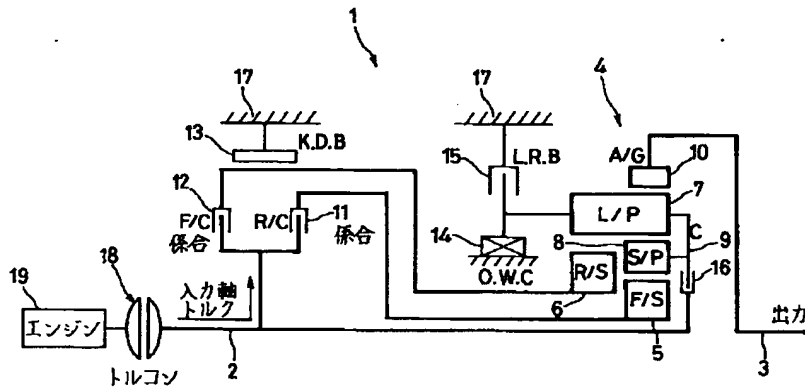 1
17
17
4
13
K.D.B
A/G
10
15
L.R.B
12
7
F/C
R/C
11
L/P
係合
係合
8
C
9
14
S/P
R/S
16
19
18
入力軸
トルク
O.W.C
6
F/S
エンジン
出力
2
5
3
トルコン